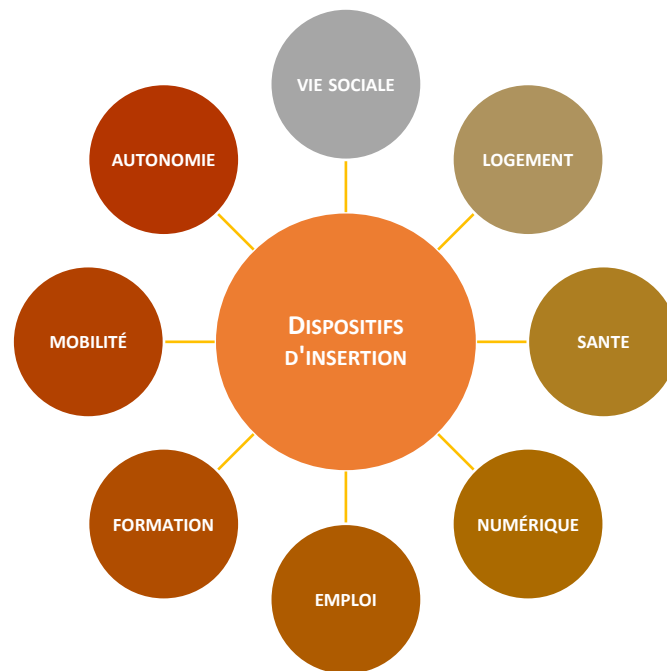 VIE SOCIALE
AUTONOMIE
LOGEMENT
MOBILITÉ
DISPOSITIFS
D'INSERTION
SANTE
FORMATION
NUMÉRIQUE
EMPLOI